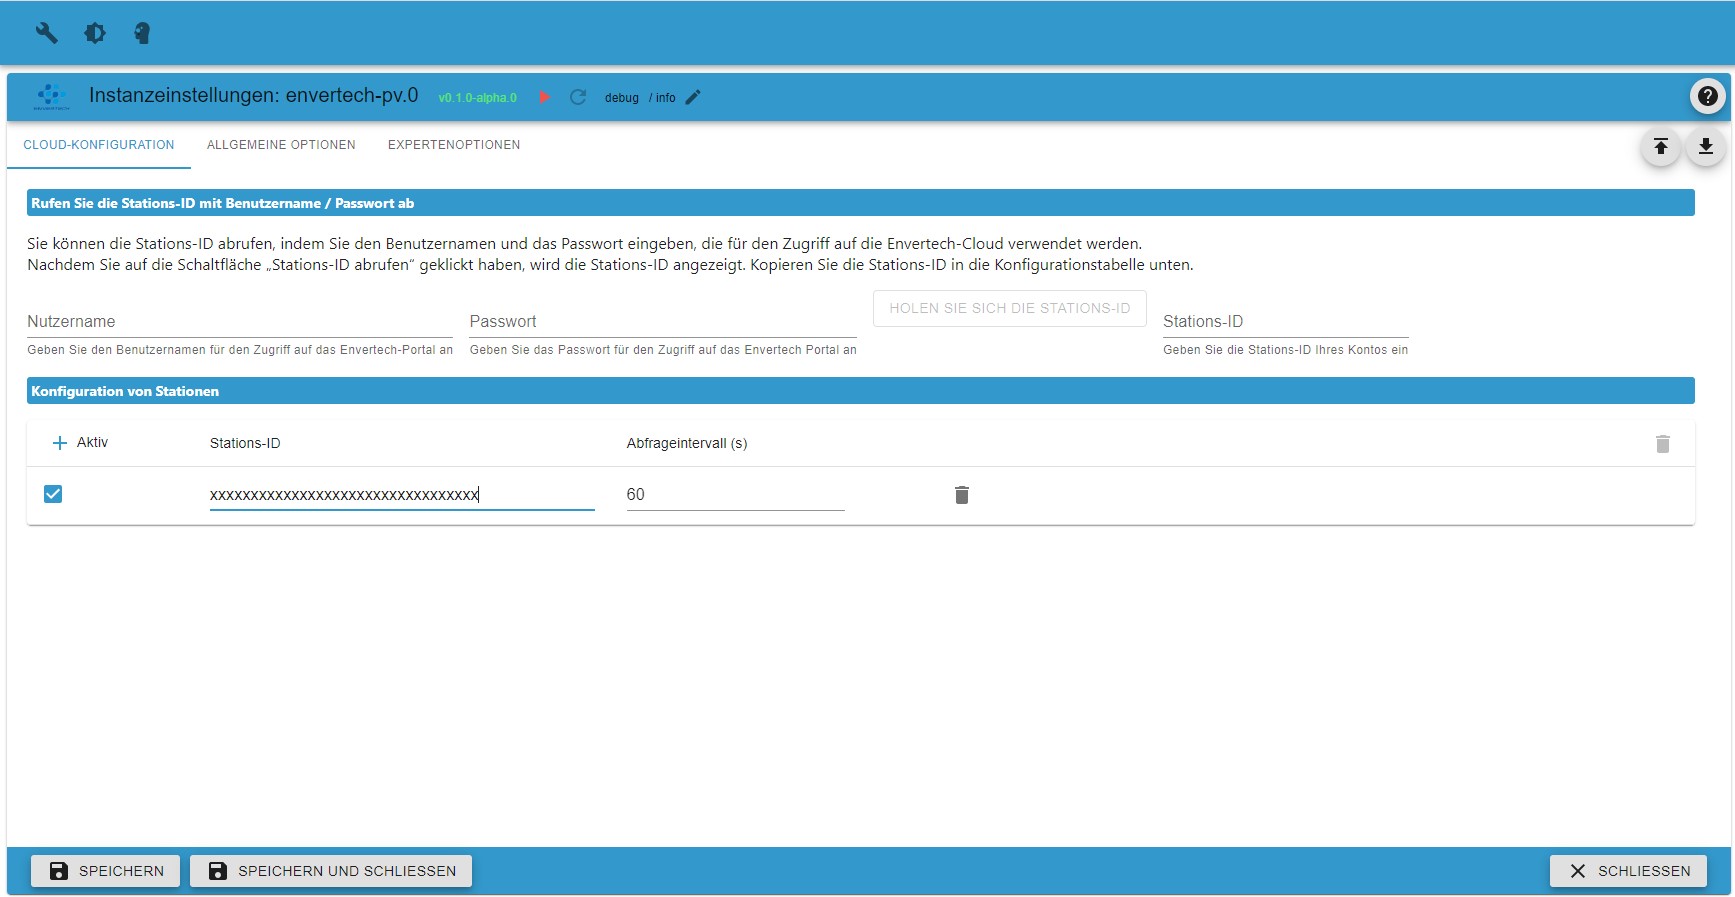 Instanzeinstellungen: envertech-pv.0 v0.1.0-alpha.0 debug / info
CLOUD-KONFIGURATION ALLGEMEINE OPTIONEN EXPERTENOPTIONEN
Rufen Sie die Stations-ID mit Benutzername / Passwort ab
Sie können die Stations-ID abrufen, indem Sie den Benutzernamen und das Passwort eingeben, die für den Zugriff auf die Envertech-Cloud verwendet werden.
Nachdem Sie auf die Schaltfläche „Stations-ID abrufen“ geklickt haben, wird die Stations-ID angezeigt. Kopieren Sie die Stations-ID in die Konfigurationstabelle unten.
HOLEN SIE SICH DIE STATIONS-ID
Nutzername Passwort Stations-ID
Geben Sie den Benutzernamen für den Zugriff auf das Envertech-Portal an Geben Sie das Passwort für den Zugriff auf das Envertech Portal an Geben Sie die Stations-ID Ihres Kontos ein
Konfiguration von Stationen
Aktiv Stations-ID Abfrageintervall (s)
xxxxxxxxxxxxxxxxxxxxxxxxxxxxxxxx 60
SPEICHERN SPEICHERN UND SCHLIESSEN SCHLIESSEN